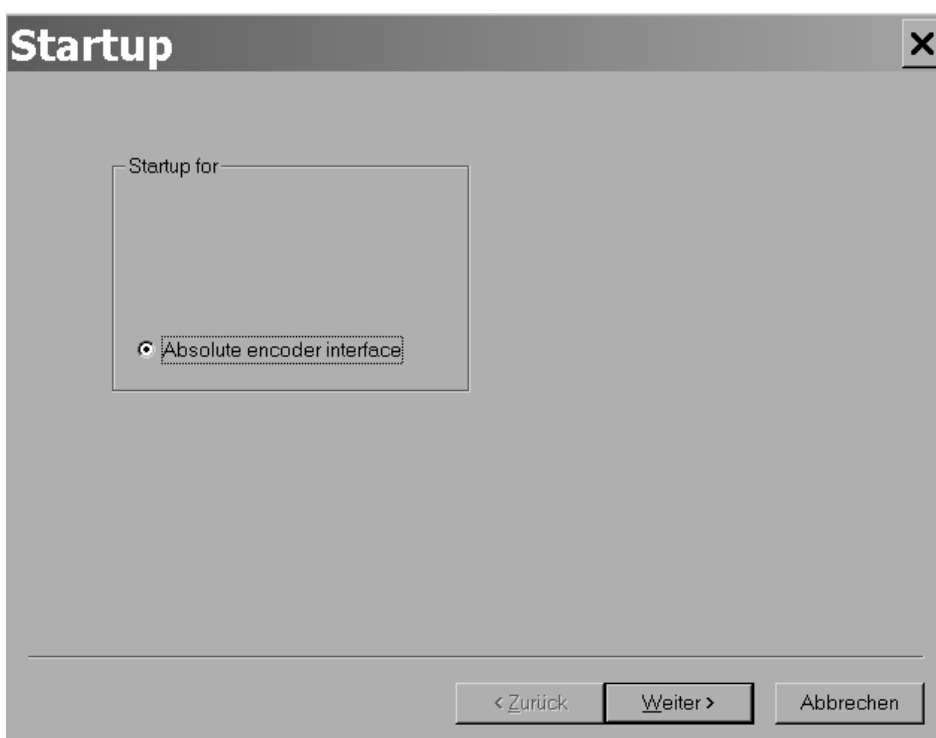 Startup
Startup for
Absolute encoder interface
< Zurück
Weiter >
Abbrechen